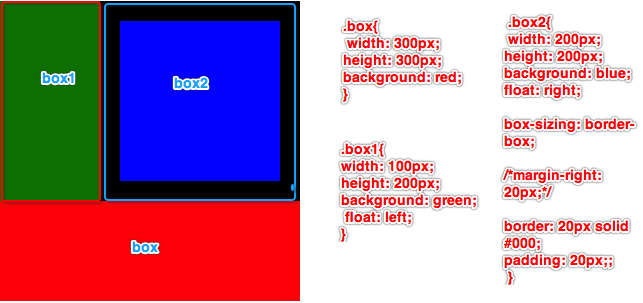 box1
box2
box
.box{
width: 300px;
height: 300px;
background: red;
}
.box1{
width: 100px;
height: 200px;
background: green;
float: left;
}
.box2{
width: 200px;
height: 200px;
background: blue;
float: right;
box-sizing: border-
box;
/*margin-right:
20px;*/
border: 20px solid
#000;
padding: 20px;;
}